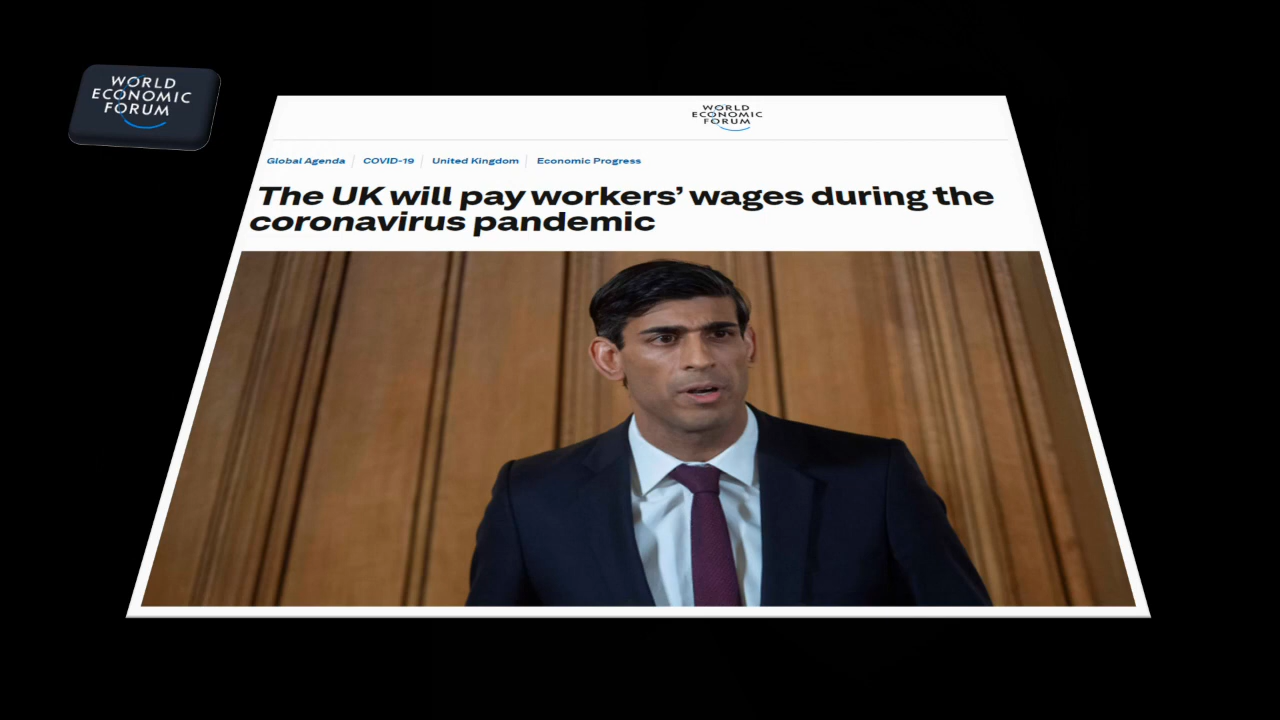 WORLD
ECONOMIC
FORUM
WORLD
ECONOMIC
FORUM
Global Agenda COVID-19 United Kingdom Economic Progress
The UK will pay workers’ wages during the
coronavirus pandemic